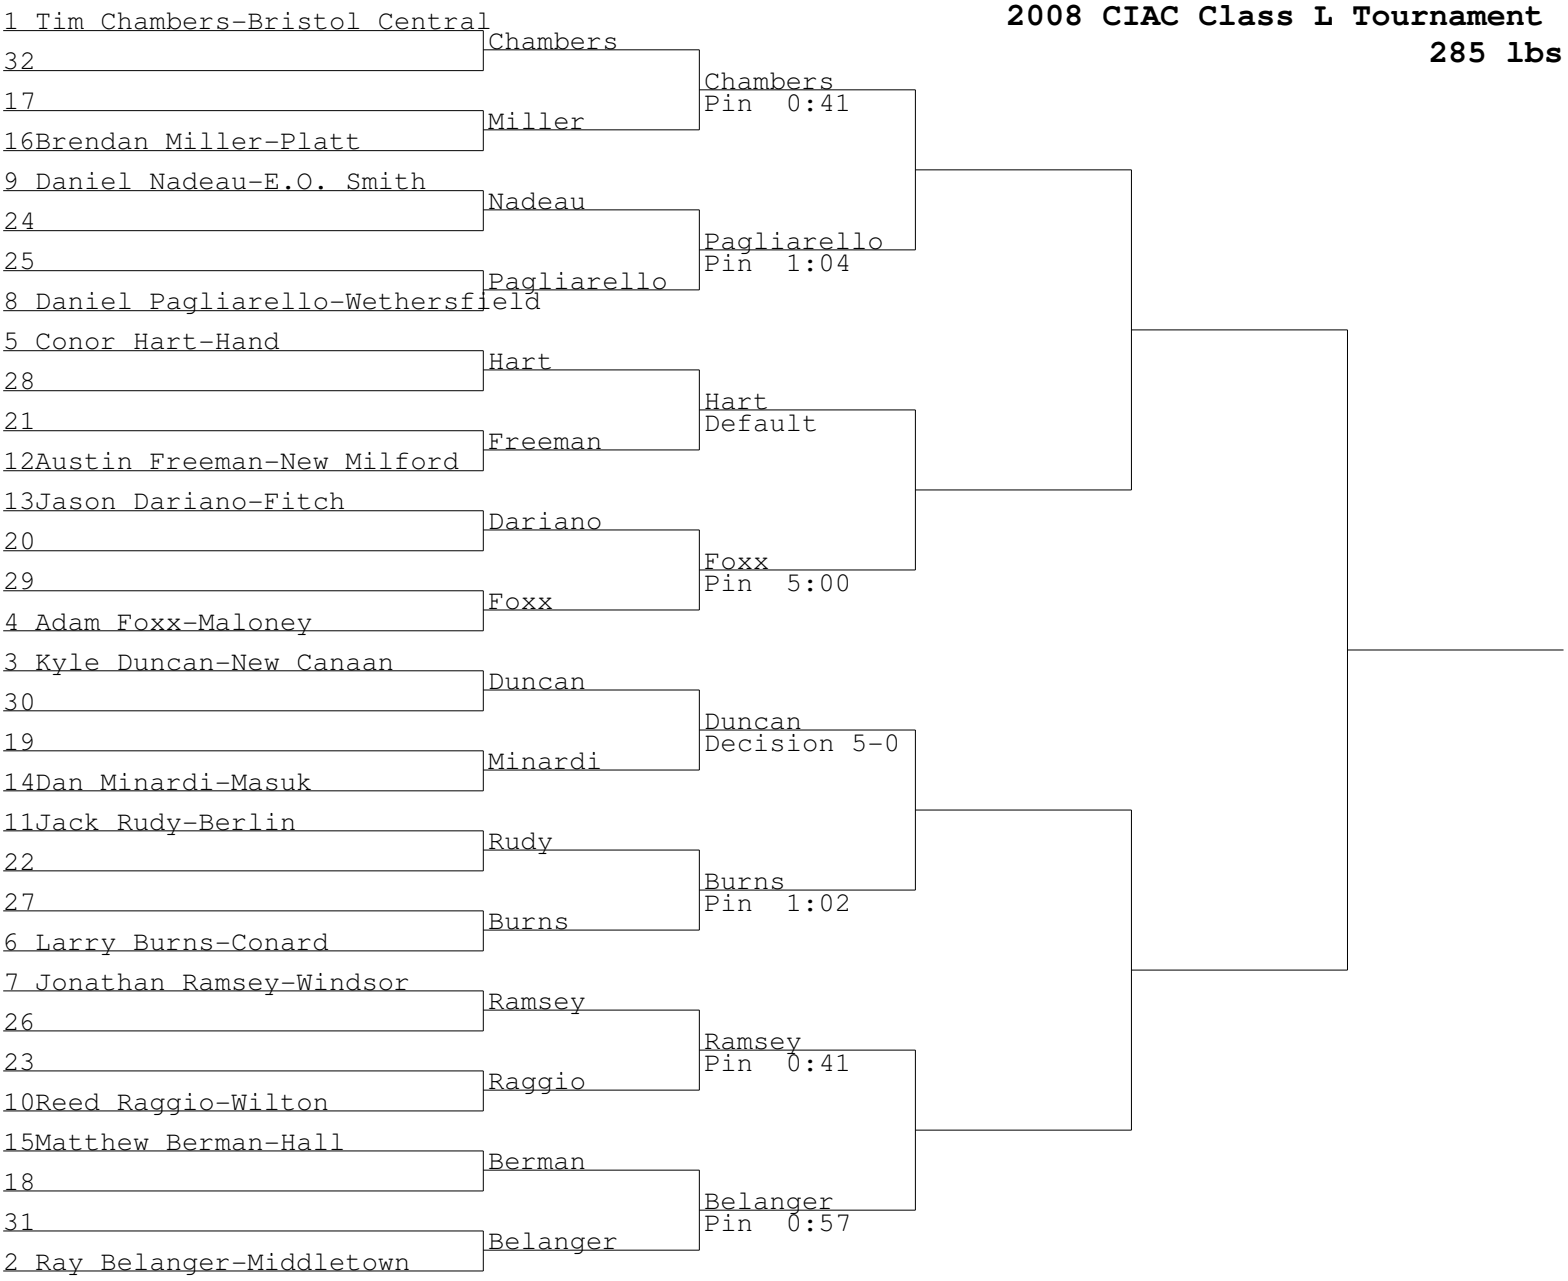 2008 CIAC Class L Tournament
285 lbs
1 Tim Chambers-Bristol Central
32
17
16Brendan Miller-Platt
9 Daniel Nadeau-E.O. Smith
24
25
8 Daniel Pagliarello-Wethersfield
5 Conor Hart-Hand
28
21
12Austin Freeman-New Milford
13Jason Dariano-Fitch
20
29
4 Adam Foxx-Maloney
3 Kyle Duncan-New Canaan
30
19
14Dan Minardi-Masuk
11Jack Rudy-Berlin
22
27
6 Larry Burns-Conard
7 Jonathan Ramsey-Windsor
26
23
10Reed Raggio-Wilton
15Matthew Berman-Hall
18
31
2 Ray Belanger-Middletown
Chambers
Miller
Nadeau
Pagliarello
Hart
Freeman
Dariano
Foxx
Duncan
Minardi
Rudy
Burns
Ramsey
Raggio
Berman
Belanger
Chambers
Pin 0:41
Pagliarello
Pin 1:04
Hart
Default
Foxx
Pin 5:00
Duncan
Decision 5-0
Burns
Pin 1:02
Ramsey
Pin 0:41
Belanger
Pin 0:57